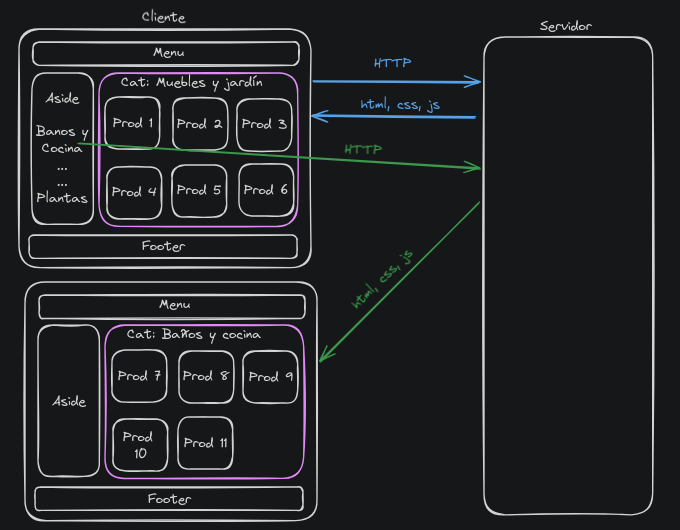 Cliente
Servidor
Menu
HTTP
Cat: Muebles y jardín
Aside
html, css, js
Prod 1
Prod 2
Prod 3
Banos y
Cocina
HTTP
...
...
Plantas
Prod 4
Prod 5
Prod 6
Footer
html, css, js
Menu
Cat: Baños y cocina
Prod 7
Prod 8
Prod 9
Aside
Prod
10
Prod 11
Footer